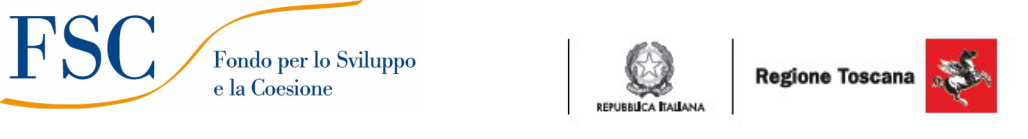 FSC
Fondo per lo Sviluppo
e la Coesione
REPUBBLICA ITALIANA
Regione Toscana